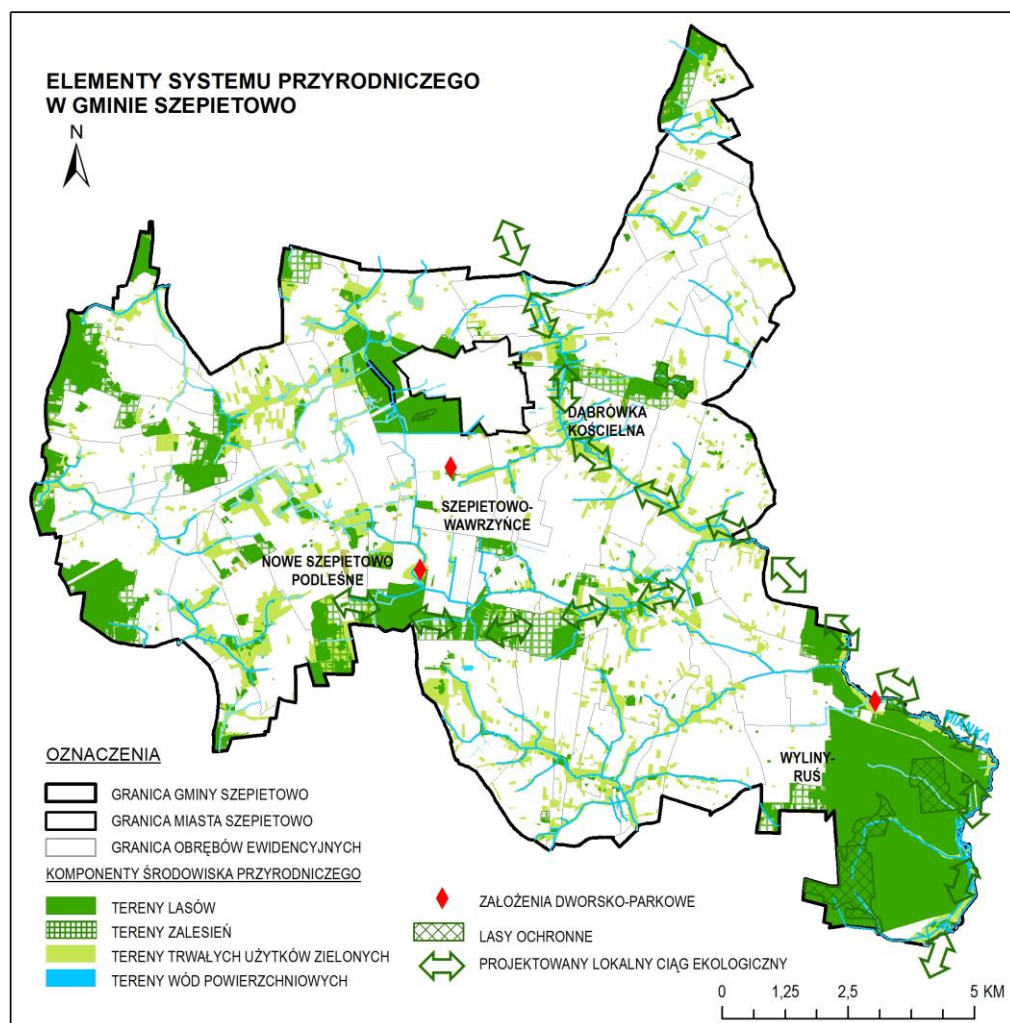 ELEMENTY SYSTEMU PRZYRODNICZEGO
W GMINIE SZEPIETOWO
N
DĄBRÓWKA
KOŚCIELNA
SZEPIETOWO-
WAWRZYŃCE
NOWE SZEPIETOWO
PODLEŚNE
WYLINY-
RUŚ
OZNACZENIA
GRANICA GMINY SZEPIETOWO
GRANICA MIASTA SZEPIETOWO
GRANICA OBRĘBÓW EWIDENCYJNYCH
KOMPONENTY ŚRODOWISKA PRZYRODNICZEGO
TERENY LASÓW
TERENY ZALESIEŃ
TERENY TRWAŁYCH UŻYTKÓW ZIELONYCH
TERENY WÓD POWIERZCHNIOWYCH
ZAŁOŻENIA DWORSKO-PARKOWE
LASY OCHRONNE
PROJEKTOWANY LOKALNY CIĄG EKOLOGICZNY
0 1,25 2,5 5 KM